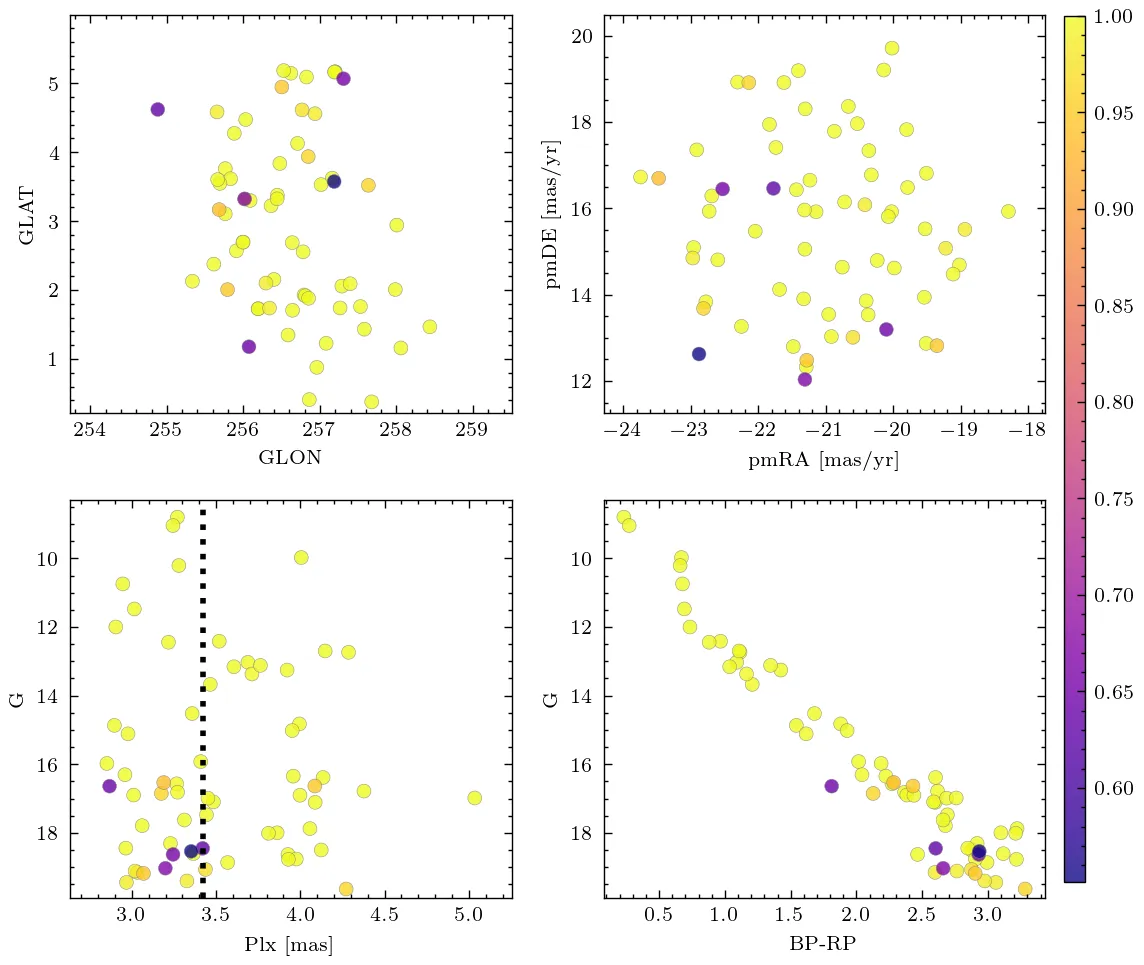 5
4
3
2
1
GLAT
254 255 256 257 258 259
GLON
20
18
16
14
12
pmDE [mas/yr]
−24 −23 −22 −21 −20 −19 −18
pmRA [mas/yr]
1.00
0.95
0.90
0.85
0.80
0.75
0.70
0.65
0.60
10
12
14
16
18
G
3.0 3.5 4.0 4.5 5.0
Plx [mas]
10
12
14
16
18
G
0.5 1.0 1.5 2.0 2.5 3.0
BP-RP